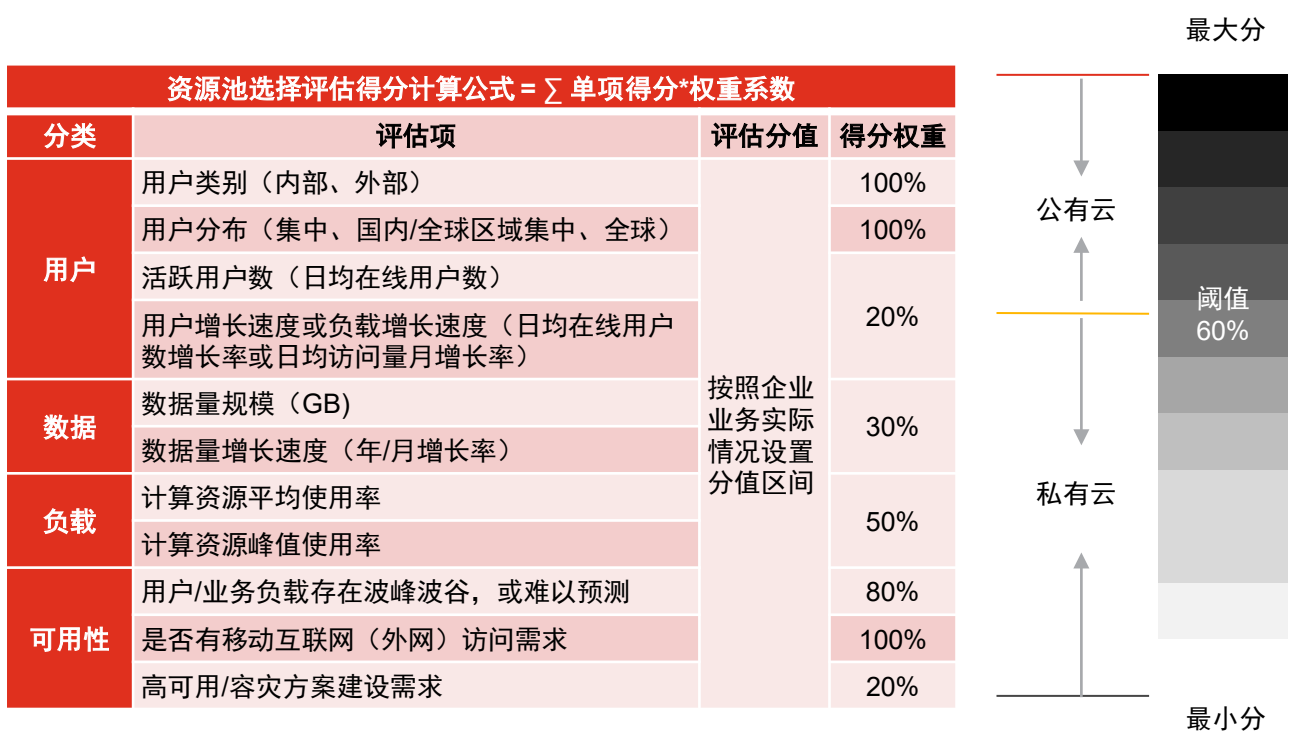 最大分
资源池选择评估得分计算公式 = ∑ 单项得分*权重系数
分类
评估项
评估分值
得分权重
用户
用户类别（内部、外部）
100%
用户分布（集中、国内/全球区域集中、全球）
100%
活跃用户数（日均在线用户数）
用户增长速度或负载增长速度（日均在线用户
数增长率或日均访问量月增长率）
20%
数据
数据量规模（GB)
数据量增长速度（年/月增长率）
30%
负载
计算资源平均使用率
计算资源峰值使用率
50%
可用性
用户/业务负载存在波峰波谷，或难以预测
80%
是否有移动互联网（外网）访问需求
100%
高可用/容灾方案建设需求
20%
按照企业
业务实际
情况设置
分值区间
公有云
私有云
阈值
60%
最小分